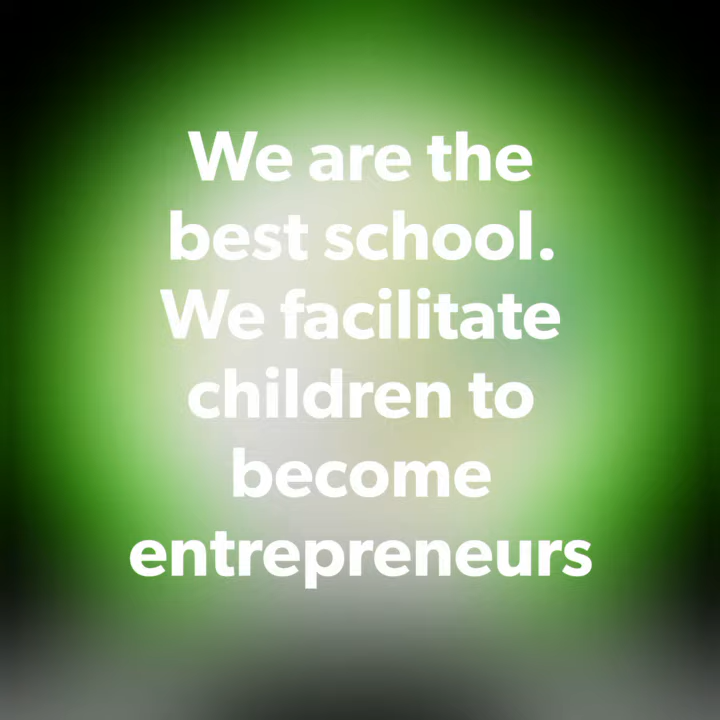 We are the
best school.
We facilitate
children to
become
entrepreneurs